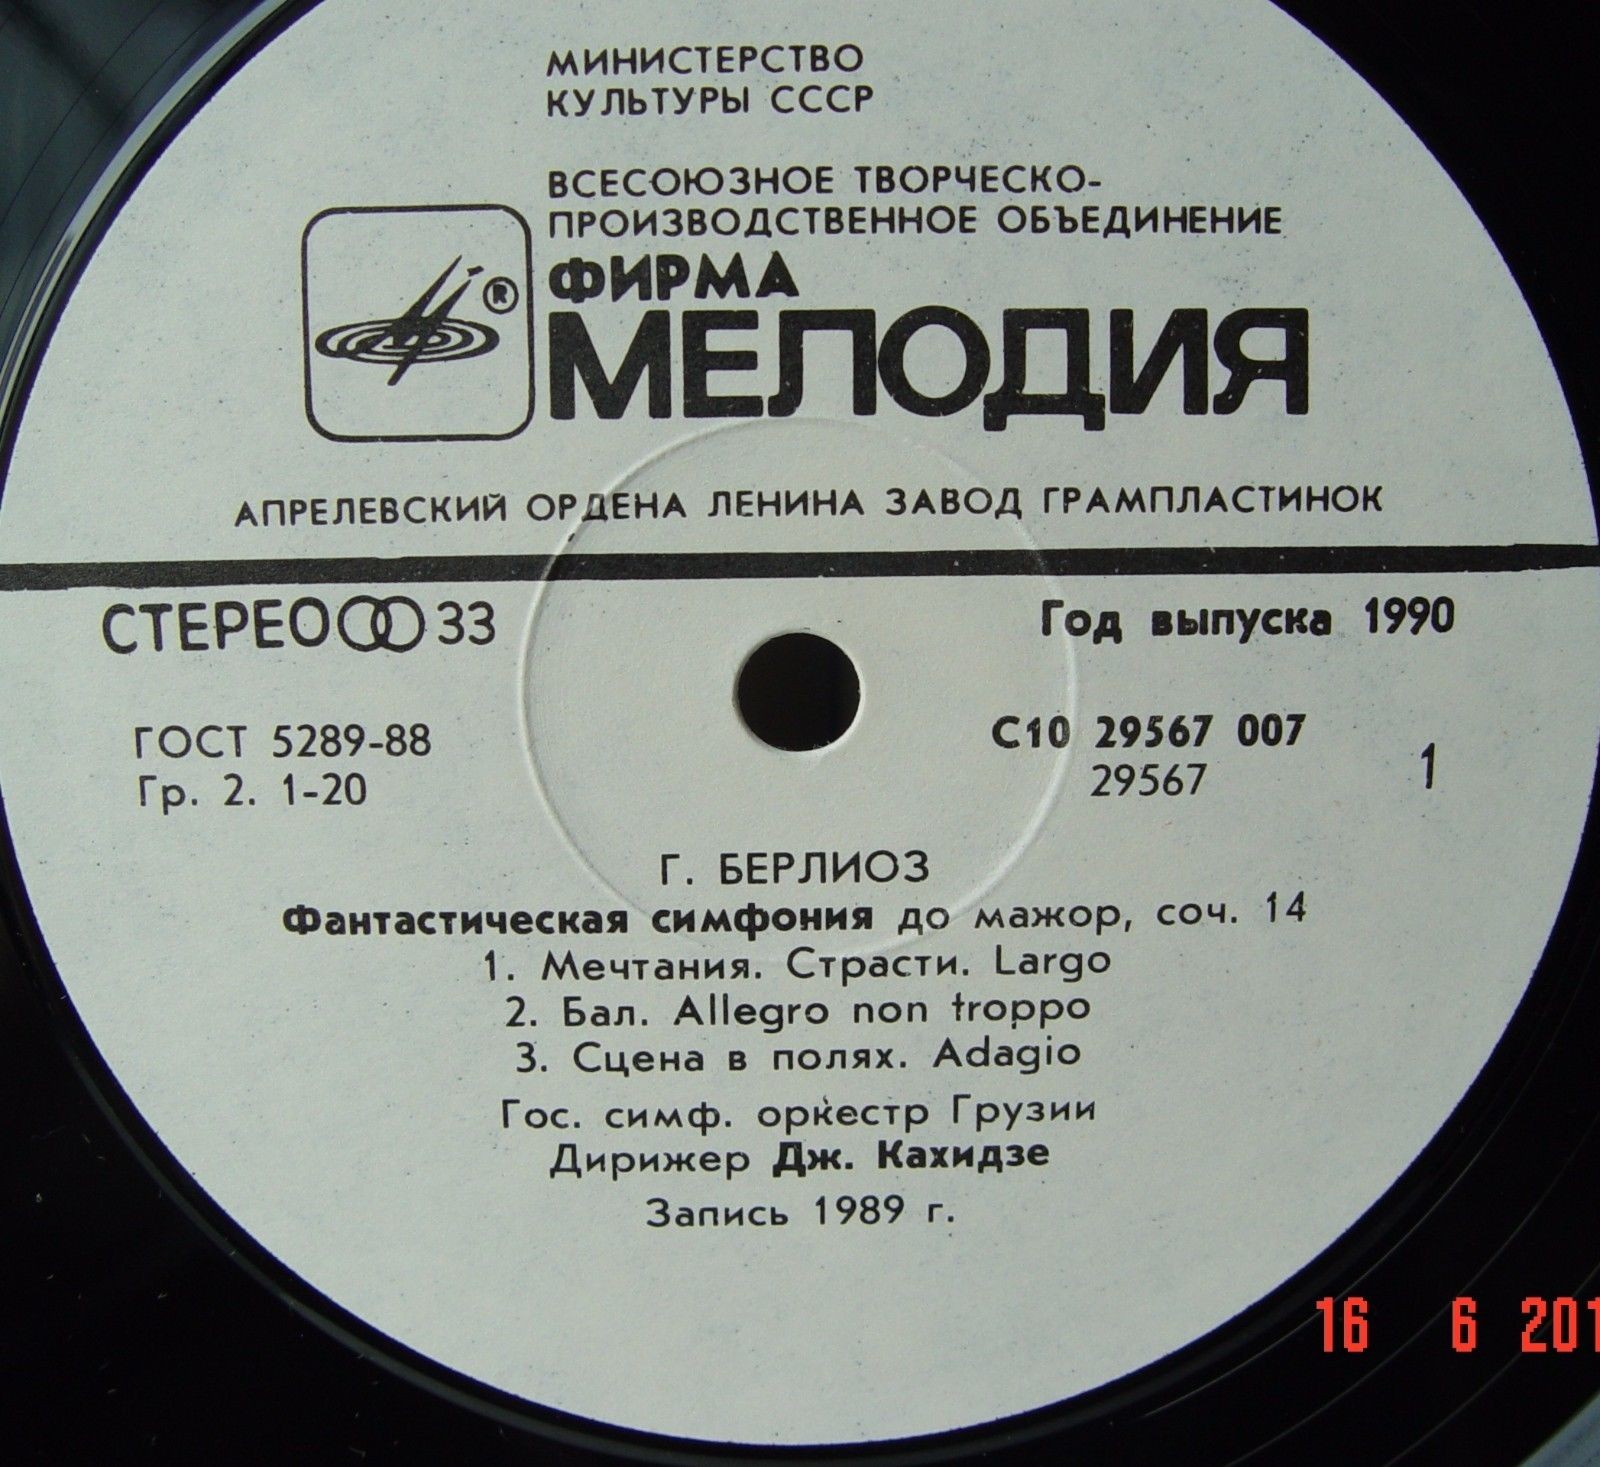 МИНИСТЕРСТВО
КУЛЬТУРЫ СССР
ВСЕСОЮЗНОЕ ТВОРЧЕСКО-
ПРОИЗВОДСТВЕННОЕ ОБЪЕДИНЕНИЕ
®
ФИРМА
МЕЛОДИЯ
АПРЕЛЕВСКИЙ ОРДЕНА ЛЕНИНА ЗАВОД ГРАМПЛАСТИНОК
СТЕРЕО 33
Год выпуска 1990
ГОСТ 5289-88
Гр. 2. 1-20
С10 29567 007
29567
1
Г. БЕРЛИОЗ
Фантастическая симфония до мажор, соч. 14
1. Мечтания. Страсти. Largo
2. Бал. Allegro non troppo
3. Сцена в полях. Adagio
Гос. симф. оркестр Грузии
Дирижер Дж. Кахидзе
Запись 1989 г.
16 6 201